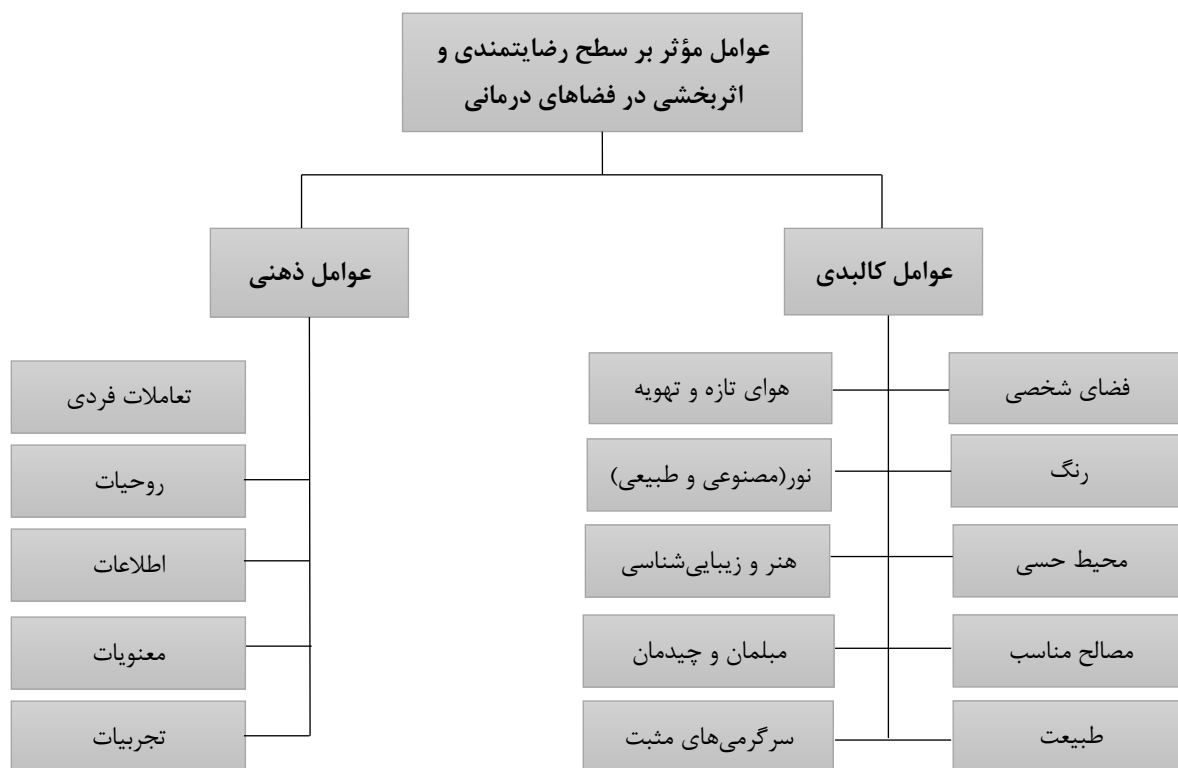 عوامل مؤثر بر سطح رضایتمندی و
اثربخشی در فضاهای درمانی
عوامل کالبدی
عوامل ذهنی
فضای شخصی
هوای تازه و تهویه
تعاملات فردی
رنگ
نور(مصنوعی و طبیعی)
روحیات
محیط حسی
هنر و زیبایی‌شناسی
اطلاعات
مصالح مناسب
مبلمان و چیدمان
معنویات
طبیعت
سرگرمی‌های مثبت
تجربیات